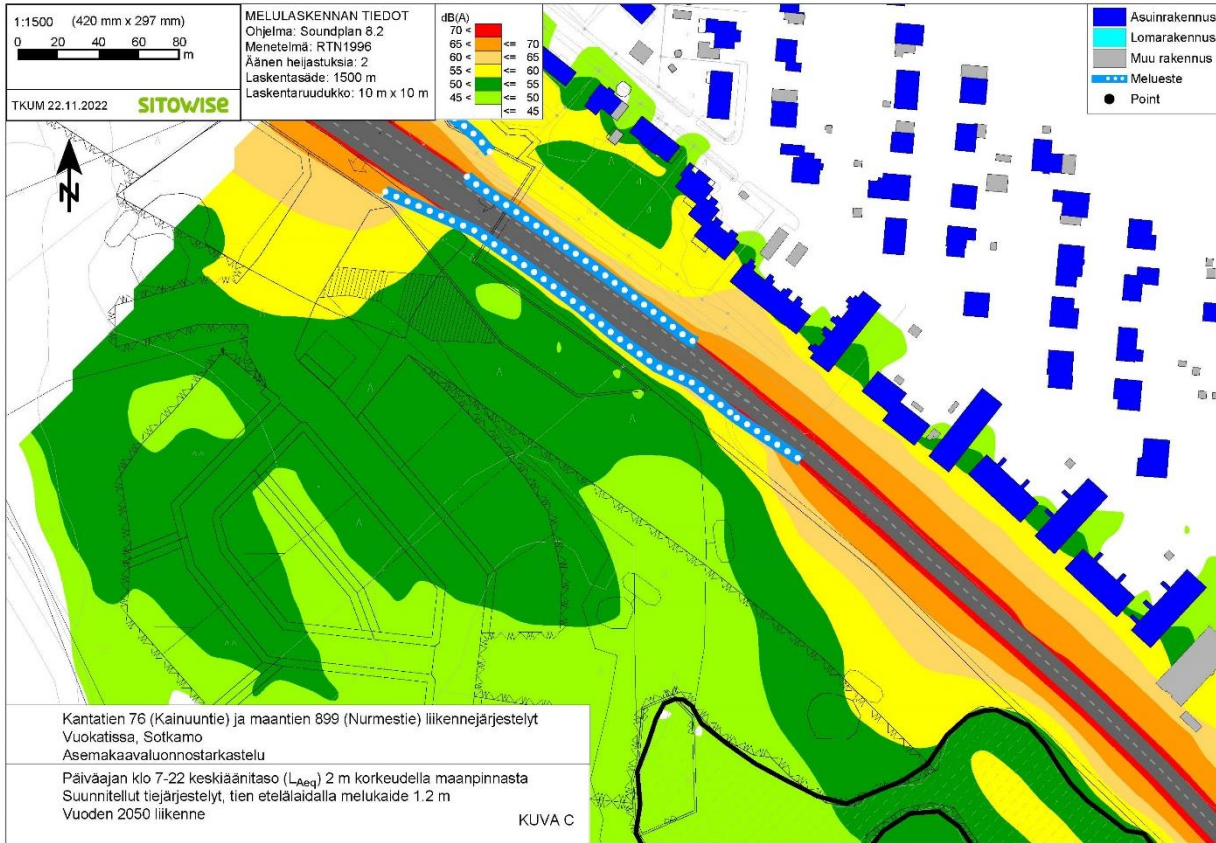 1:1500 (420 mm x 297 mm)
0 20 40 60 80
m
TKUM 22.11.2022 SITOWISE
MELULASKENNAN TIEDOT
Ohjelma: Soundplan 8.2
Menetelmä: RTN1996
Äänen heijastuksia: 2
Laskentasäde: 1500 m
Laskentaruudukko: 10 m x 10 m
dB(A)
70 <
65 < <= 70
60 < <= 65
55 < <= 60
50 < <= 55
45 < <= 50
<= 45
Asuinrakennus
Lomarakennus
Muu rakennus
Melueste
Point
N
Kantatien 76 (Kainuuntie) ja maantien 899 (Nurmestie) liikennejärjestelyt
Vuokatissa, Sotkamo
Asemakaavaluonnostarkastelu
Päiväajan klo 7-22 keskiäänitaso (LAeq) 2 m korkeudella maanpinnasta
Suunnitellut tiejärjestelyt, tien etelälaidalla melukaide 1.2 m
Vuoden 2050 liikenne
KUVA C